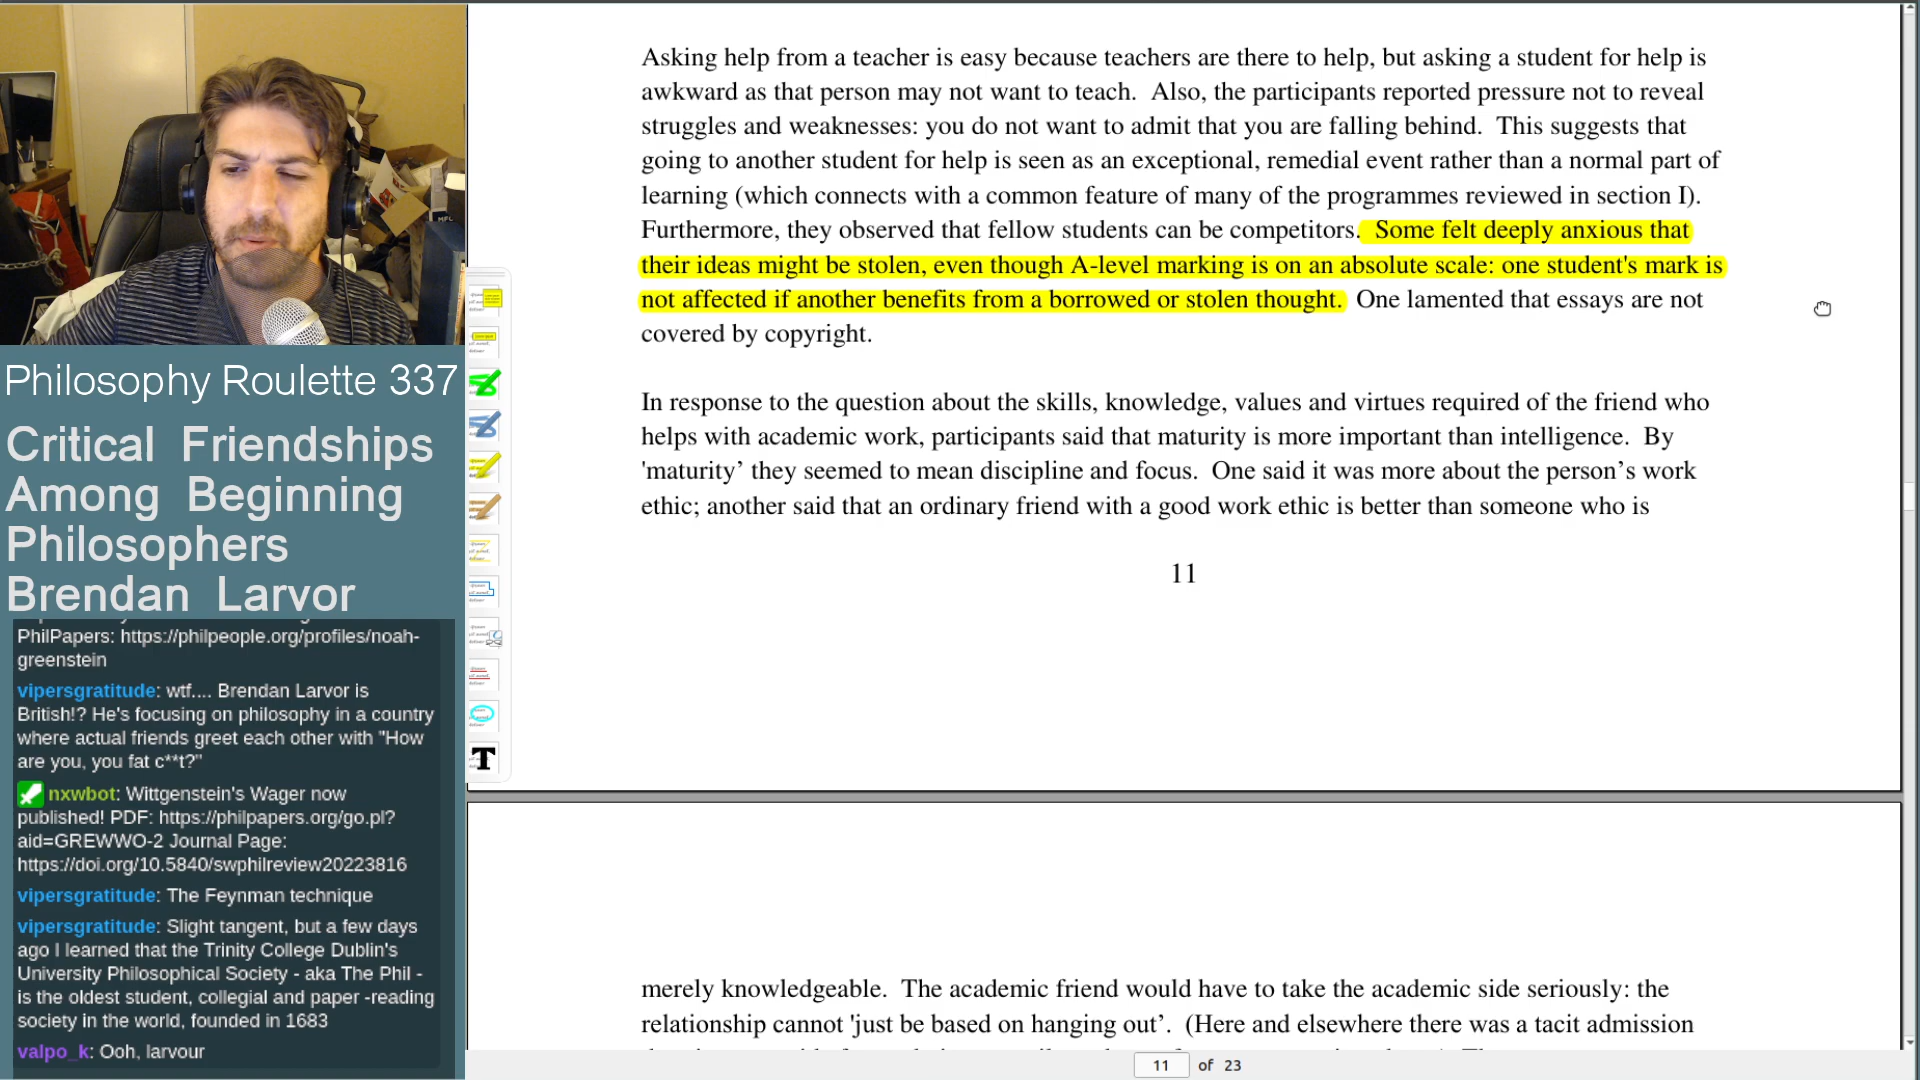 Asking help from a teacher is easy because teachers are there to help, but asking a student for help is
awkward as that person may not want to teach. Also, the participants reported pressure not to reveal
struggles and weaknesses: you do not want to admit that you are falling behind. This suggests that
going to another student for help is seen as an exceptional, remedial event rather than a normal part of
learning (which connects with a common feature of many of the programmes reviewed in section I).
Furthermore, they observed that fellow students can be competitors. Some felt deeply anxious that
their ideas might be stolen, even though A-level marking is on an absolute scale: one student's mark is
not affected if another benefits from a borrowed or stolen thought. One lamented that essays are not
covered by copyright.
In response to the question about the skills, knowledge, values and virtues required of the friend who
helps with academic work, participants said that maturity is more important than intelligence. By
'maturity’ they seemed to mean discipline and focus. One said it was more about the person’s work
ethic; another said that an ordinary friend with a good work ethic is better than someone who is
11
merely knowledgeable. The academic friend would have to take the academic side seriously: the
relationship cannot 'just be based on hanging out’. (Here and elsewhere there was a tacit admission
11 of 23
Philosophy Roulette 337
Critical Friendships
Among Beginning
Philosophers
Brendan Larvor
PhilPapers: https://philpeople.org/profiles/noah-
greenstein
vipersgratitude: wtf.... Brendan Larvor is
British!? He's focusing on philosophy in a country
where actual friends greet each other with "How
are you, you fat c**t?"
nxwbot: Wittgenstein's Wager now
published! PDF: https://philpapers.org/go.pl?
aid=GREWWO-2 Journal Page:
https://doi.org/10.5840/swphilreview20223816
vipersgratitude: The Feynman technique
vipersgratitude: Slight tangent, but a few days
ago I learned that the Trinity College Dublin's
University Philosophical Society - aka The Phil -
is the oldest student, collegial and paper -reading
society in the world, founded in 1683
valpo_k: Ooh, larvour
T